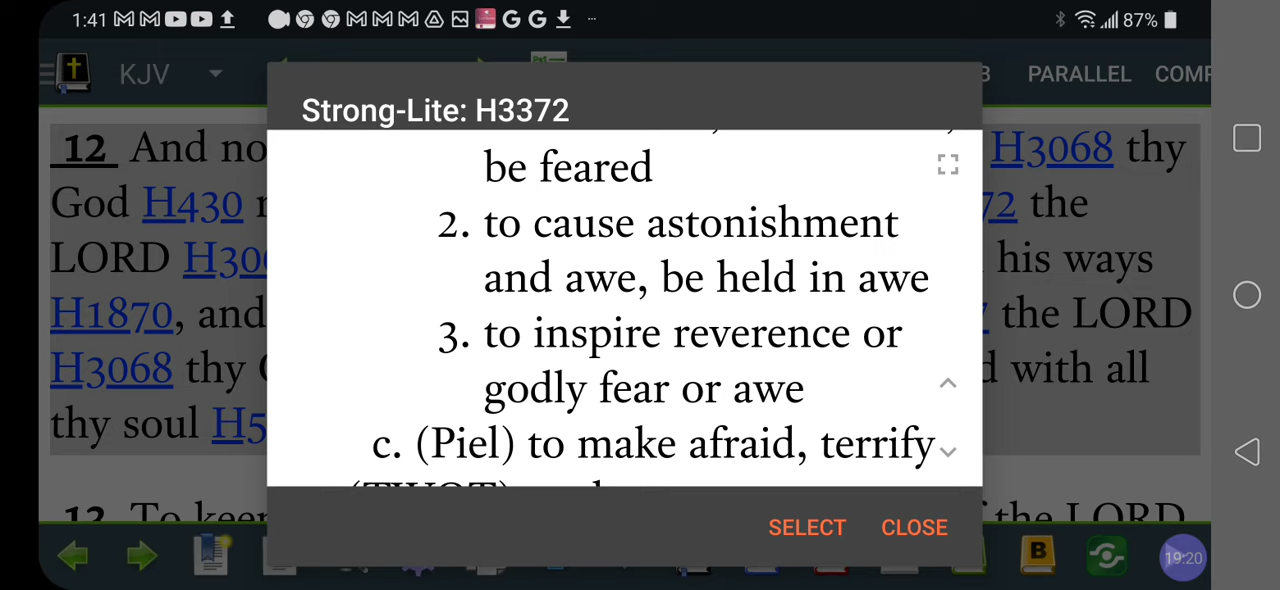 1:41
87%
KJV
PARALLEL
Strong-Lite: H3372
be feared
2. to cause astonishment
and awe, be held in awe
3. to inspire reverence or
godly fear or awe
c. (Piel) to make afraid, terrify
SELECT CLOSE
12 And
H3068 thy
God H430
the
LORD
his ways
H1870, and
the LORD
H3068 thy
with all
thy soul
the LORD
B
19:20